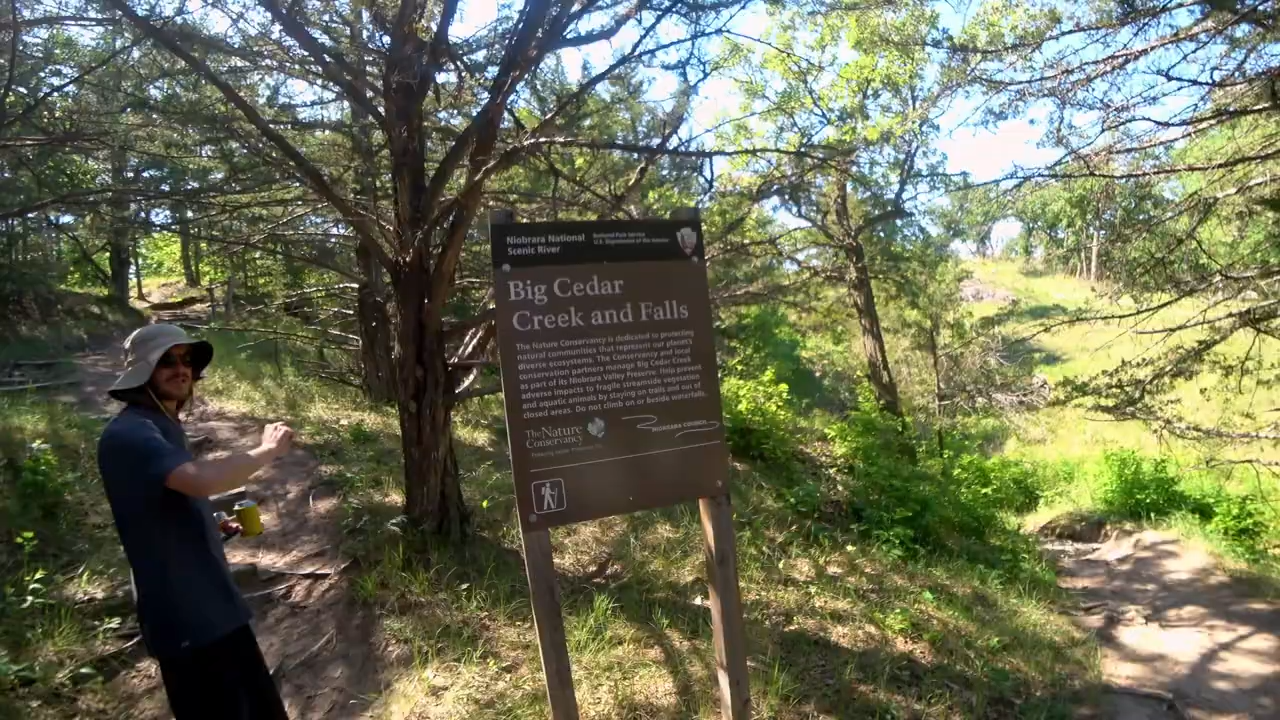 Niobrara National
Scenic River
National Park Service
U.S. Department of the Interior
Big Cedar
Creek and Falls
The Nature Conservancy is dedicated to protecting
natural communities that represent our planet's
diverse ecosystems. The Conservancy and local
conservation partners manage Big Cedar Creek
as part of its Niobrara Valley Preserve. Help prevent
adverse impacts to fragile streamside vegetation
and aquatic animals by staying on trails and out of
closed areas. Do not climb on or beside waterfalls.
The Nature
Conservancy
NIOBRARA COUNCIL